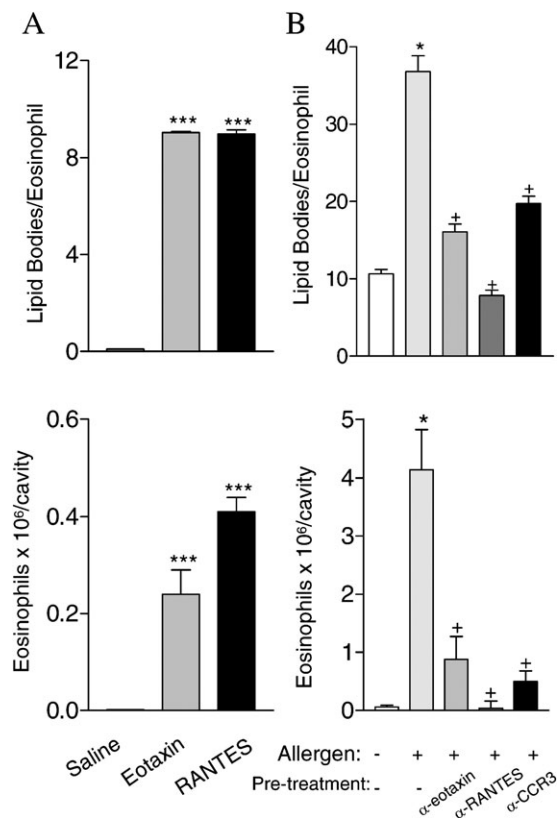 A
B
Lipid Bodies/Eosinophil
12
8
4
0
***
***
Lipid Bodies/Eosinophil
40
30
20
10
0
*
+
+
+
Eosinophils x 10⁶/cavity
0.6
0.4
0.2
0.0
***
***
Saline
Eotaxin
RANTES
Eosinophils x 10⁶/cavity
5
4
3
2
1
0
*
+
+
+
Allergen: - + + + +
Pre-treatment: - - α-eotaxin α-RANTES α-CCR3